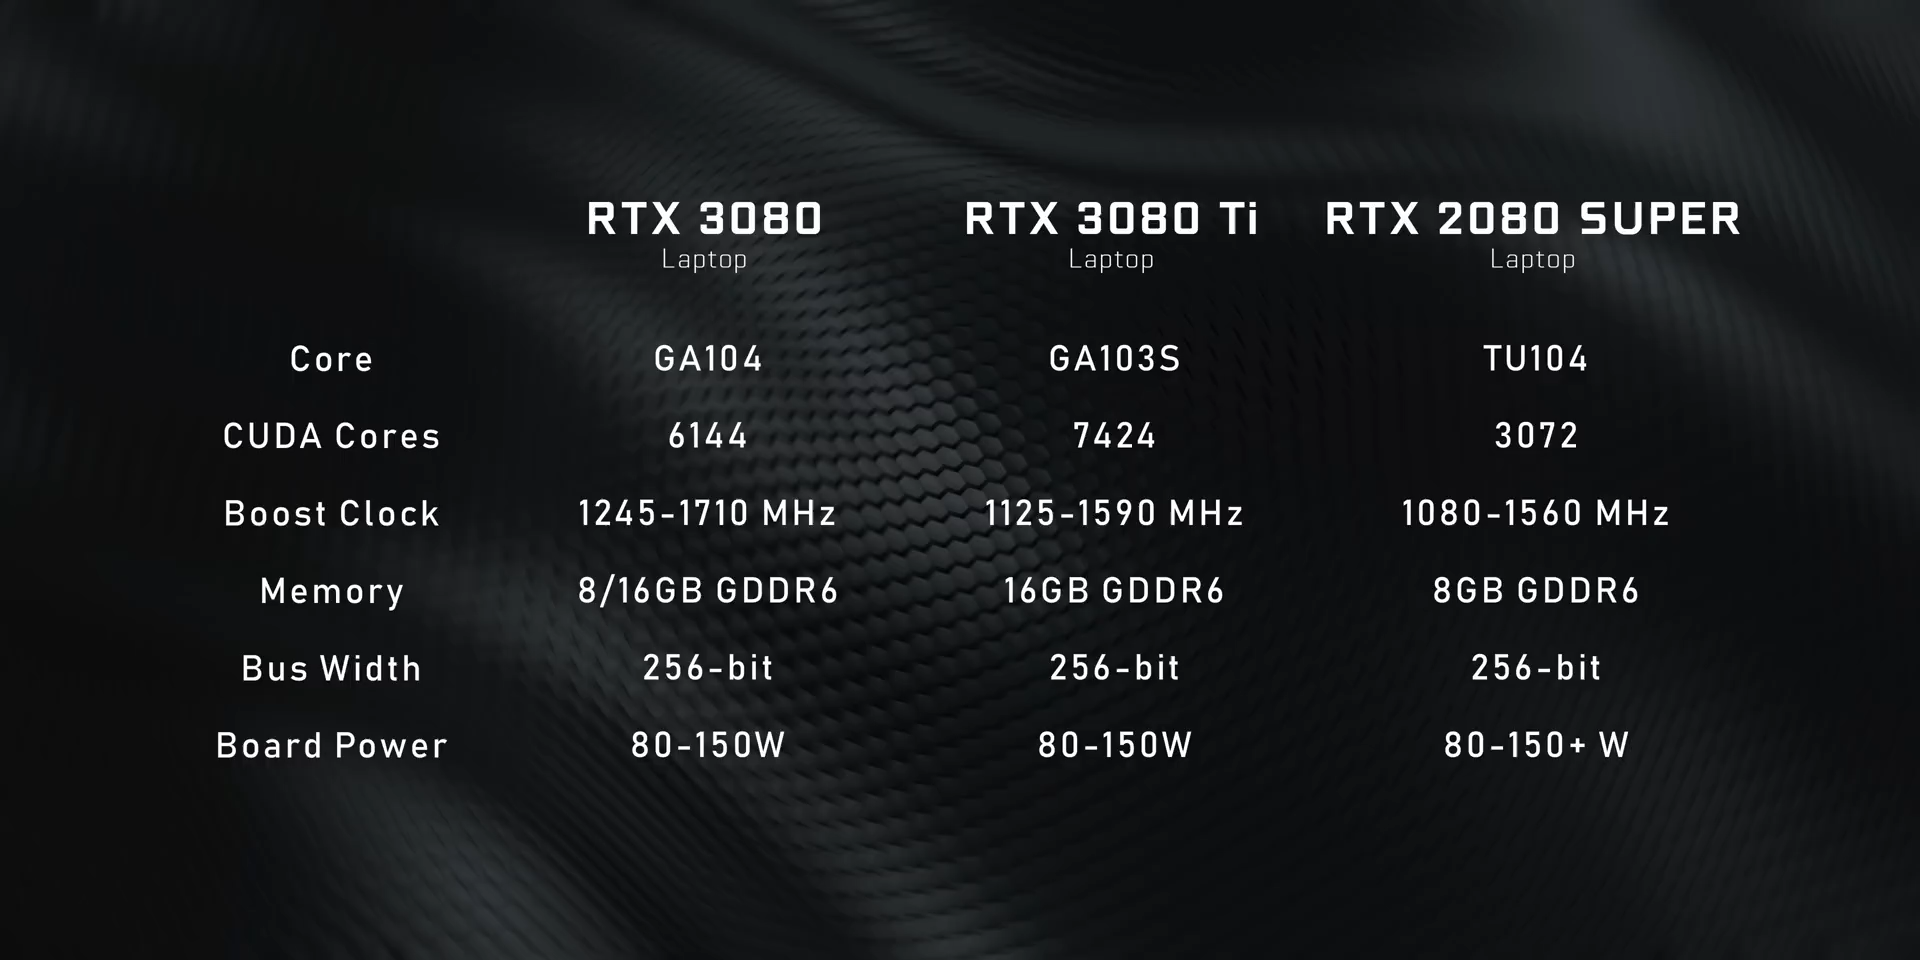 RTX 3080 RTX 3080 Ti RTX 2080 SUPER
Laptop Laptop Laptop
Core GA104 GA103S TU104
CUDA Cores 6144 7424 3072
Boost Clock 1245-1710 MHz 1125-1590 MHz 1080-1560 MHz
Memory 8/16GB GDDR6 16GB GDDR6 8GB GDDR6
Bus Width 256-bit 256-bit 256-bit
Board Power 80-150W 80-150W 80-150+ W